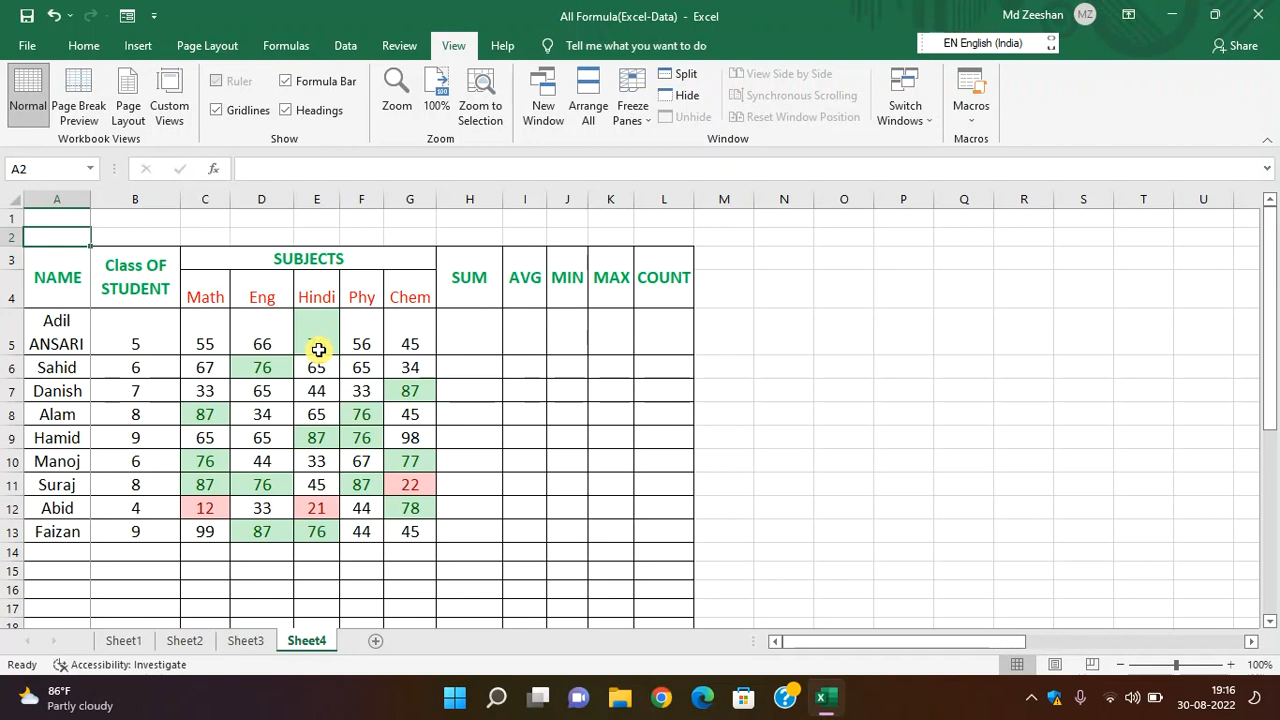 All Formula(Excel-Data) - Excel
Md Zeeshan MZ
File Home Insert Page Layout Formulas Data Review View Help Tell me what you want to do
EN English (India)
Share
Normal
Page Break Preview
Page Layout
Custom Views
Workbook Views
Ruler
Formula Bar
Gridlines
Headings
Show
Zoom
100%
Zoom to Selection
Zoom
New Window
Arrange All
Freeze Panes
Split
Hide
Unhide
View Side by Side
Synchronous Scrolling
Reset Window Position
Window
Switch Windows
Macros
Macros
A2
fx
A B C D E F G H I J K L M N O P Q R S T U
1
2
3 NAME Class OF STUDENT SUBJECTS SUM AVG MIN MAX COUNT
4 Math Eng Hindi Phy Chem
5 Adil ANSARI 5 55 66 56 45
6 Sahid 6 67 76 65 65 34
7 Danish 7 33 65 44 33 87
8 Alam 8 87 34 65 76 45
9 Hamid 9 65 65 87 76 98
10 Manoj 6 76 44 33 67 77
11 Suraj 8 87 76 45 87 22
12 Abid 4 12 33 21 44 78
13 Faizan 9 99 87 76 44 45
14
15
16
17
18
Sheet1 Sheet2 Sheet3 Sheet4
Ready Accessibility: Investigate 100%
86°F
Partly cloudy
2
19:16
30-08-2022